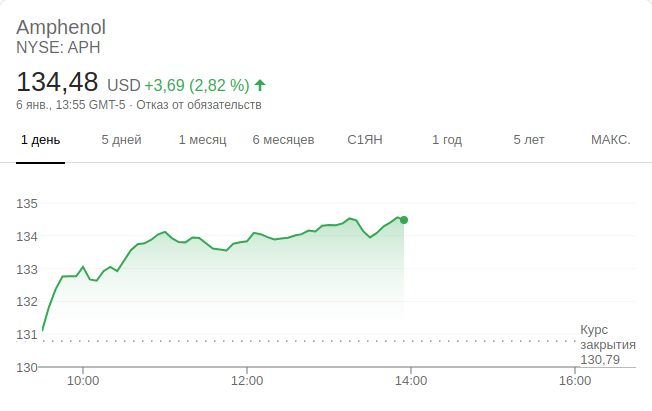 Amphenol
NYSE: APH
134,48 USD +3,69 (2,82 %)
6 янв., 13:55 GMT-5 · Отказ от обязательств
1 день 5 дней 1 месяц 6 месяцев С1ЯН 1 год 5 лет МАКС.
135
134
133
132
131
130
Курс
закрытия
130,79
10:00 12:00 14:00 16:00